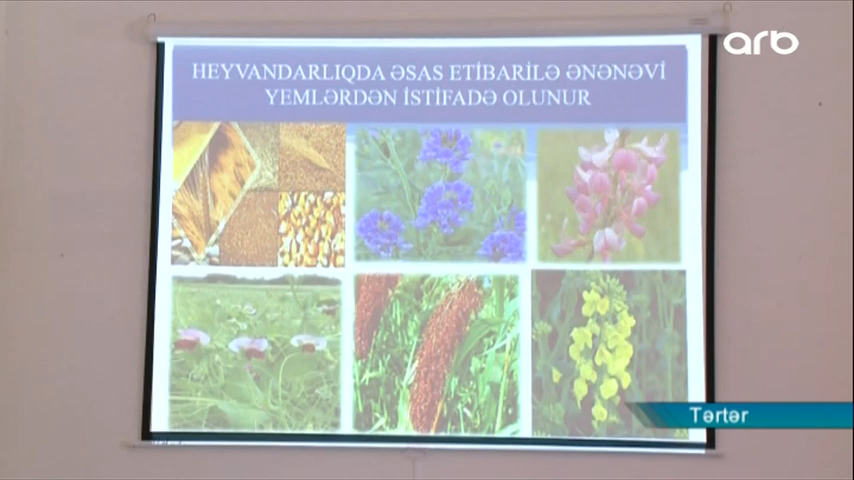 arb
HEYVANDARLIQDA ƏSAS ETİBARİLƏ ƏNƏNƏVİ
YEMLƏRDƏN İSTİFADƏ OLUNUR
Tərtər